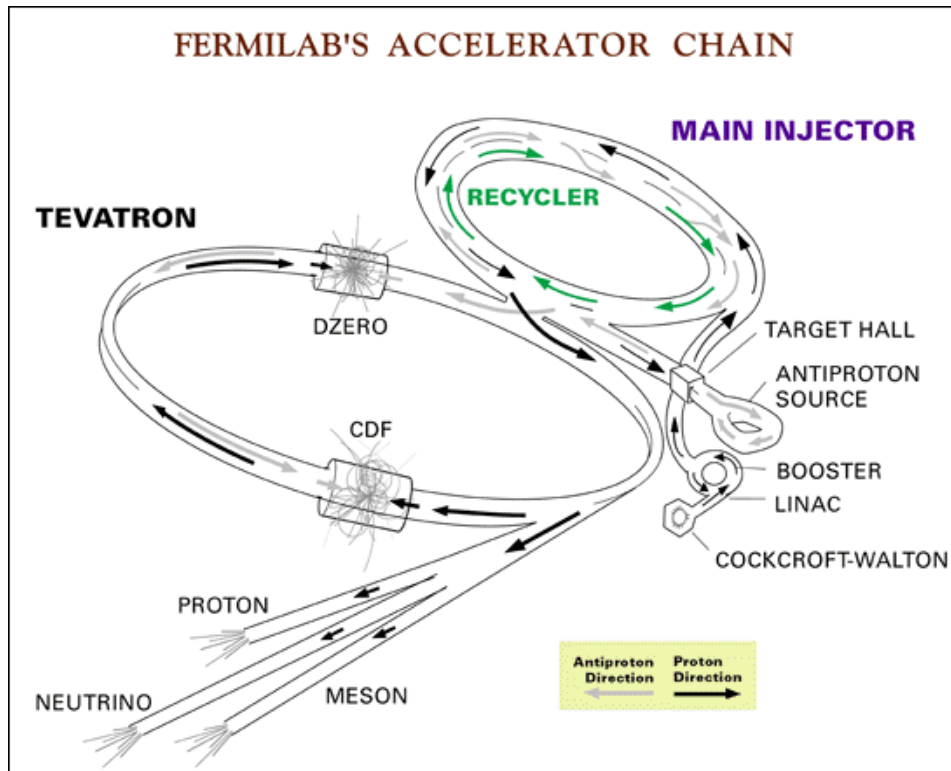 FERMILAB'S ACCELERATOR CHAIN
MAIN INJECTOR
RECYCLER
TEVATRON
DZERO
TARGET HALL
ANTIPROTON
SOURCE
CDF
BOOSTER
LINAC
COCKCROFT-WALTON
PROTON
NEUTRINO
MESON
Antiproton
Direction
Proton
Direction